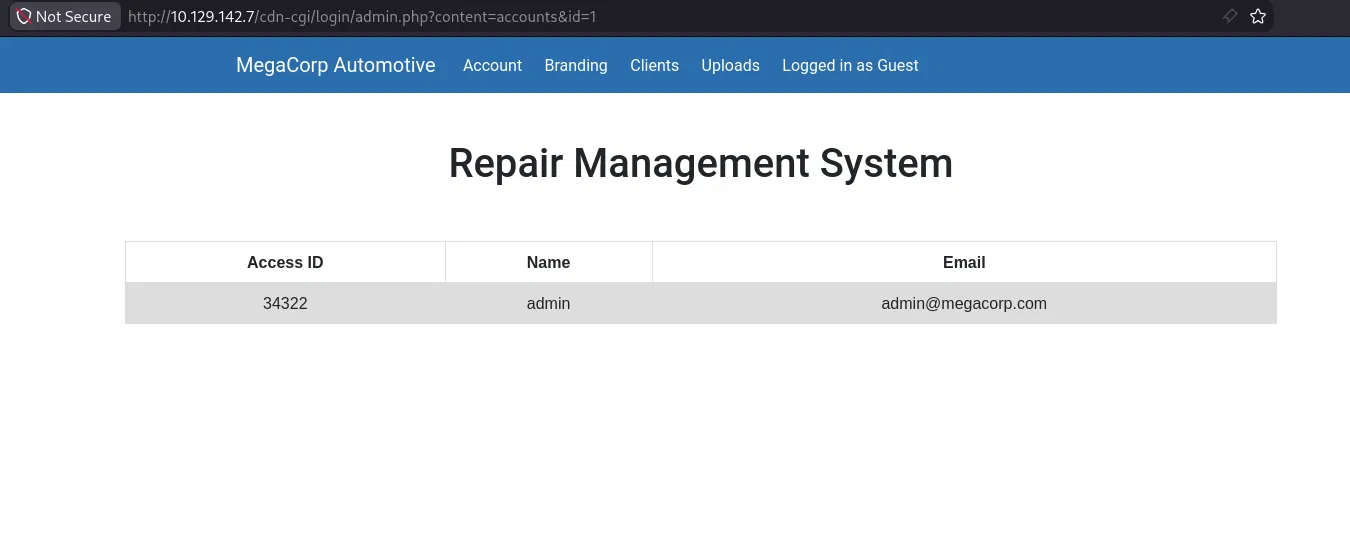 Not Secure http://10.129.142.7/cdn-cgi/login/admin.php?content=accounts&id=1
MegaCorp Automotive Account Branding Clients Uploads Logged in as Guest
Repair Management System
Access ID Name Email
34322 admin admin@megacorp.com